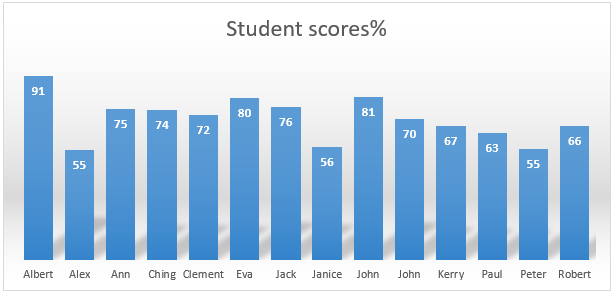 Student scores%
91 55 75 74 72 80 76 56 81 70 67 63 55 66
Albert Alex Ann Ching Clement Eva Jack Janice John John Kerry Paul Peter Robert